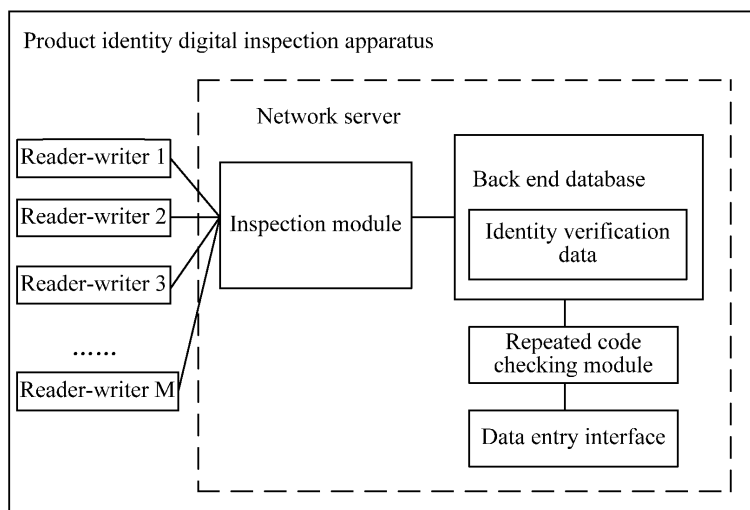 Product identity digital inspection apparatus
Network server
Reader-writer 1
Reader-writer 2
Reader-writer 3
......
Reader-writer M
Inspection module
Back end database
Identity verification
data
Repeated code
checking module
Data entry interface